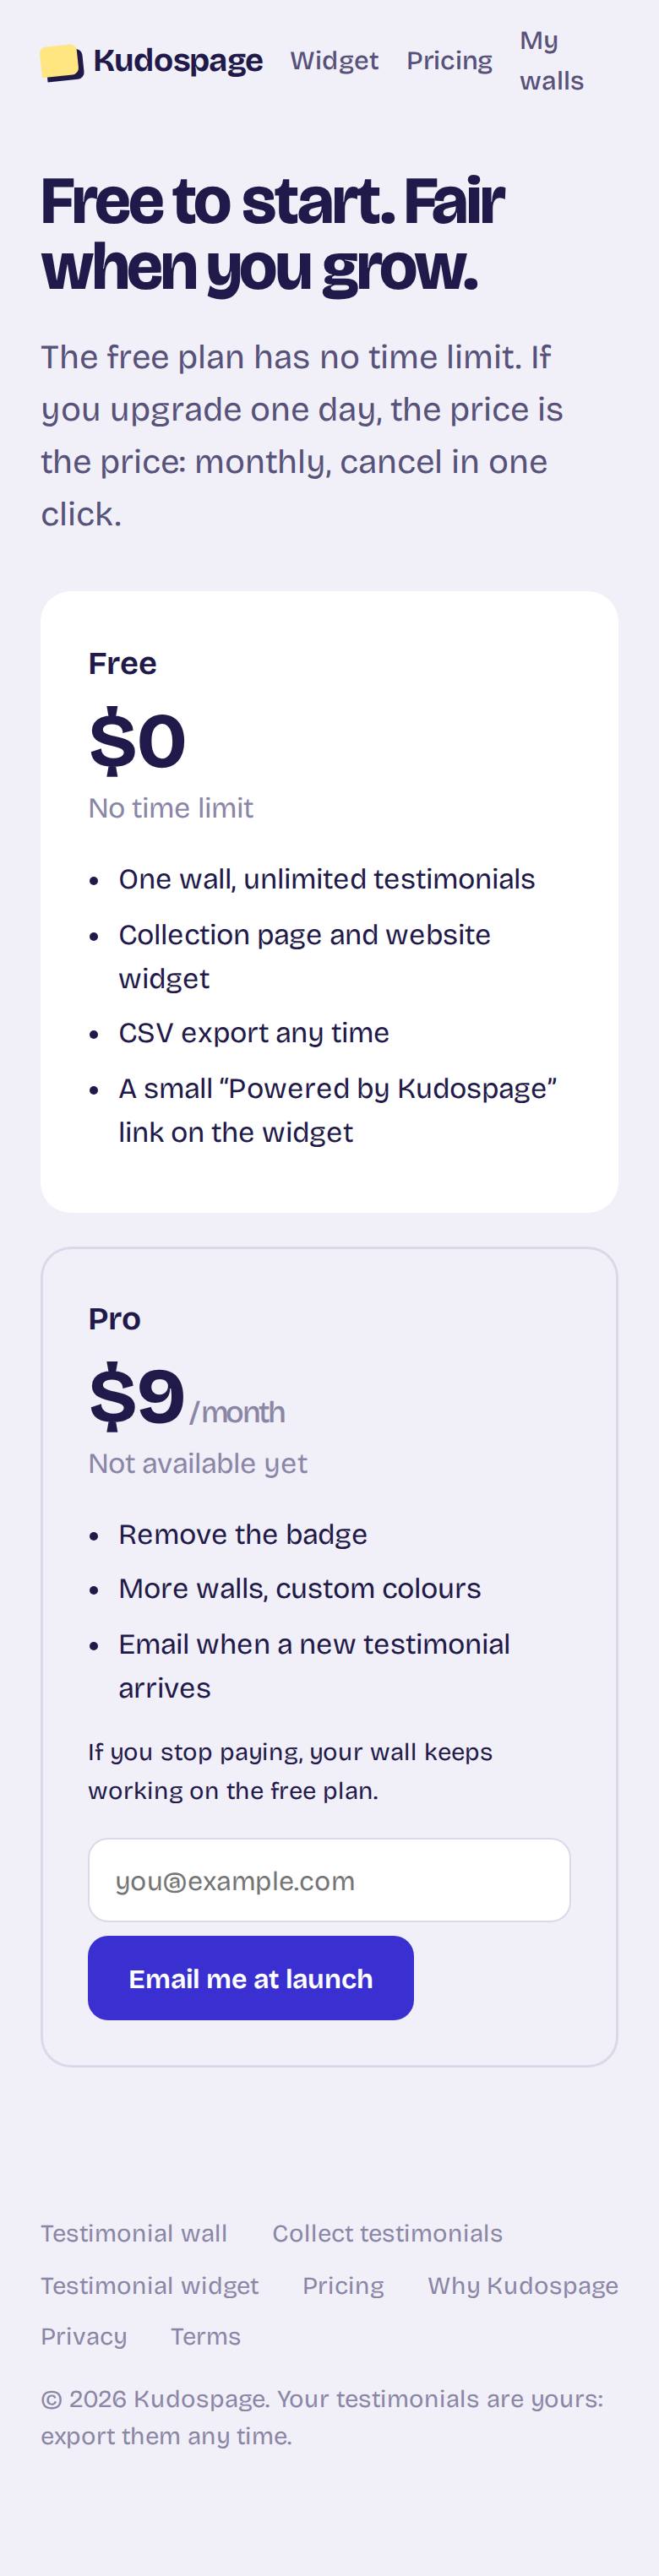 Kudospage Widget Pricing My walls
Free to start. Fair
when you grow.
The free plan has no time limit. If
you upgrade one day, the price is
the price: monthly, cancel in one
click.
Free
$0
No time limit
• One wall, unlimited testimonials
• Collection page and website
widget
• CSV export any time
• A small “Powered by Kudospage”
link on the widget
Pro
$9 / month
Not available yet
• Remove the badge
• More walls, custom colours
• Email when a new testimonial
arrives
If you stop paying, your wall keeps
working on the free plan.
you@example.com
Email me at launch
Testimonial wall Collect testimonials
Testimonial widget Pricing Why Kudospage
Privacy Terms
© 2026 Kudospage. Your testimonials are yours:
export them any time.